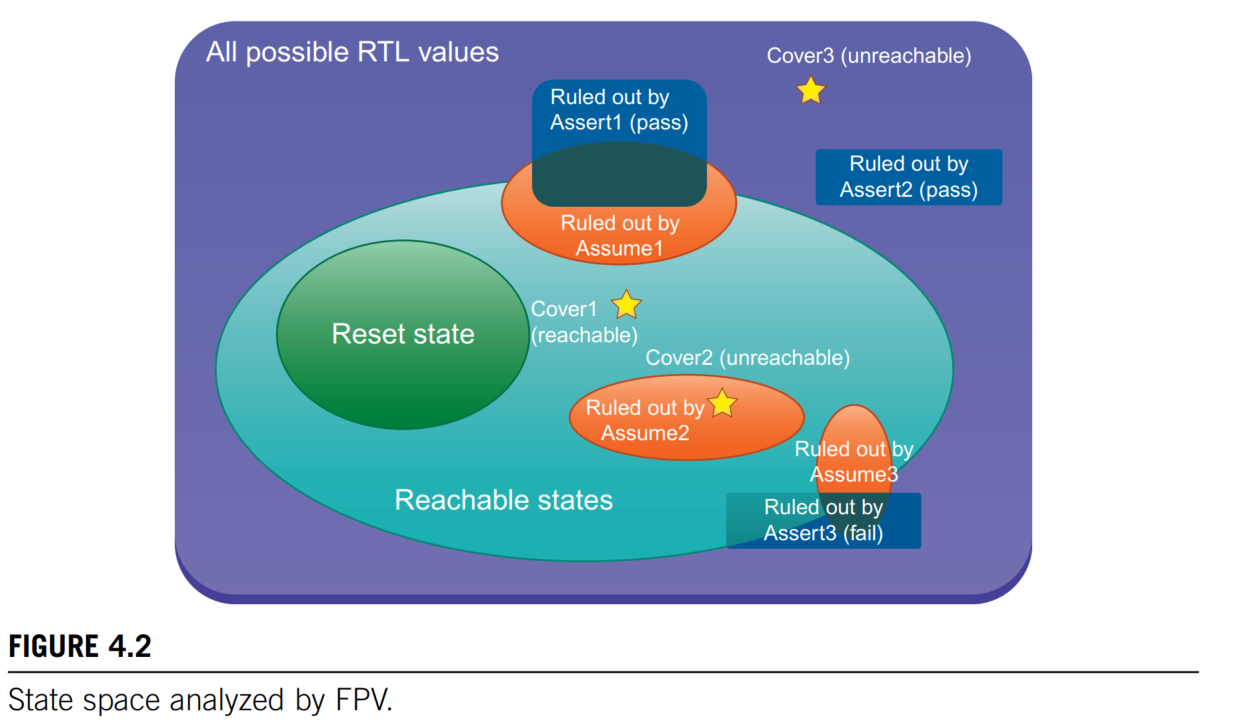 All possible RTL values
Cover3 (unreachable)
Ruled out by
Assert1 (pass)
Ruled out by
Assert2 (pass)
Ruled out by
Assume1
Cover1
(reachable)
Reset state
Cover2 (unreachable)
Ruled out by
Assume2
Ruled out by
Assume3
Reachable states
Ruled out by
Assert3 (fail)
FIGURE 4.2
State space analyzed by FPV.